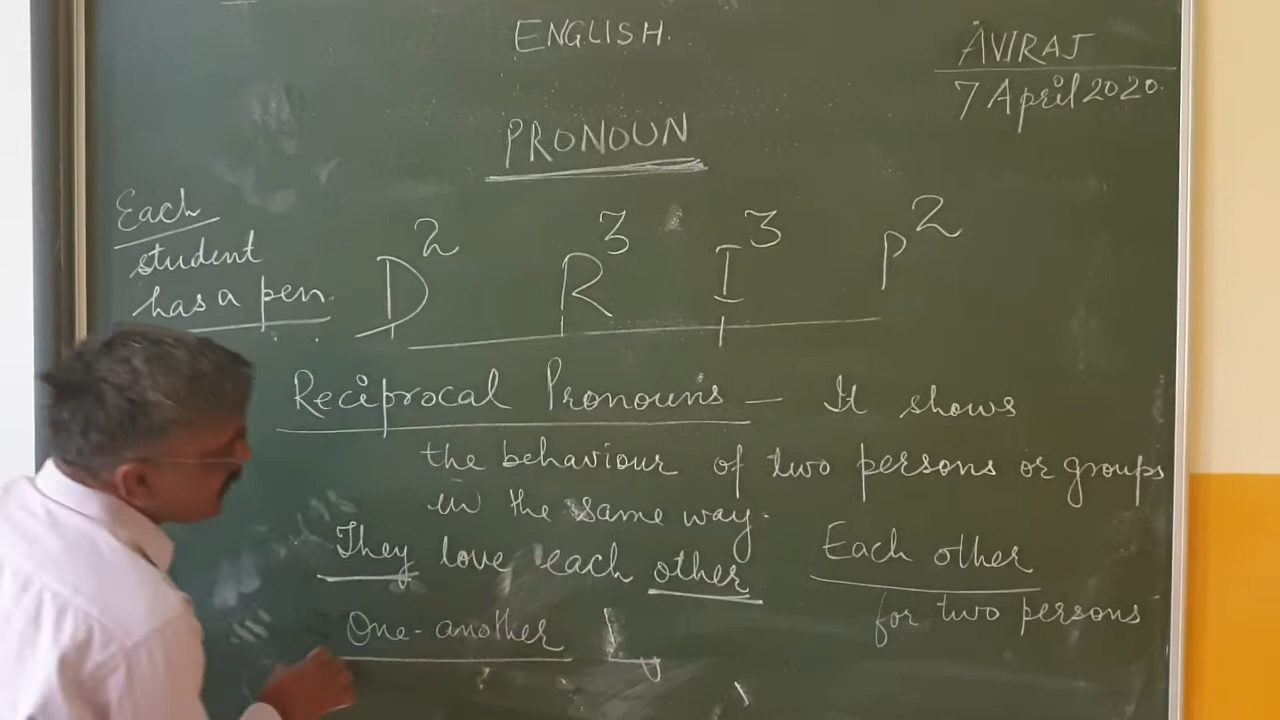 ENGLISH.
AVIRAJ
7 April 2020.
PRONOUN
Each
student
has a pen.
D² R³ I³ P²
Reciprocal Pronouns — It shows
the behaviour of two persons or groups
in the same way.
They love each other
Each other
for two persons
One-another